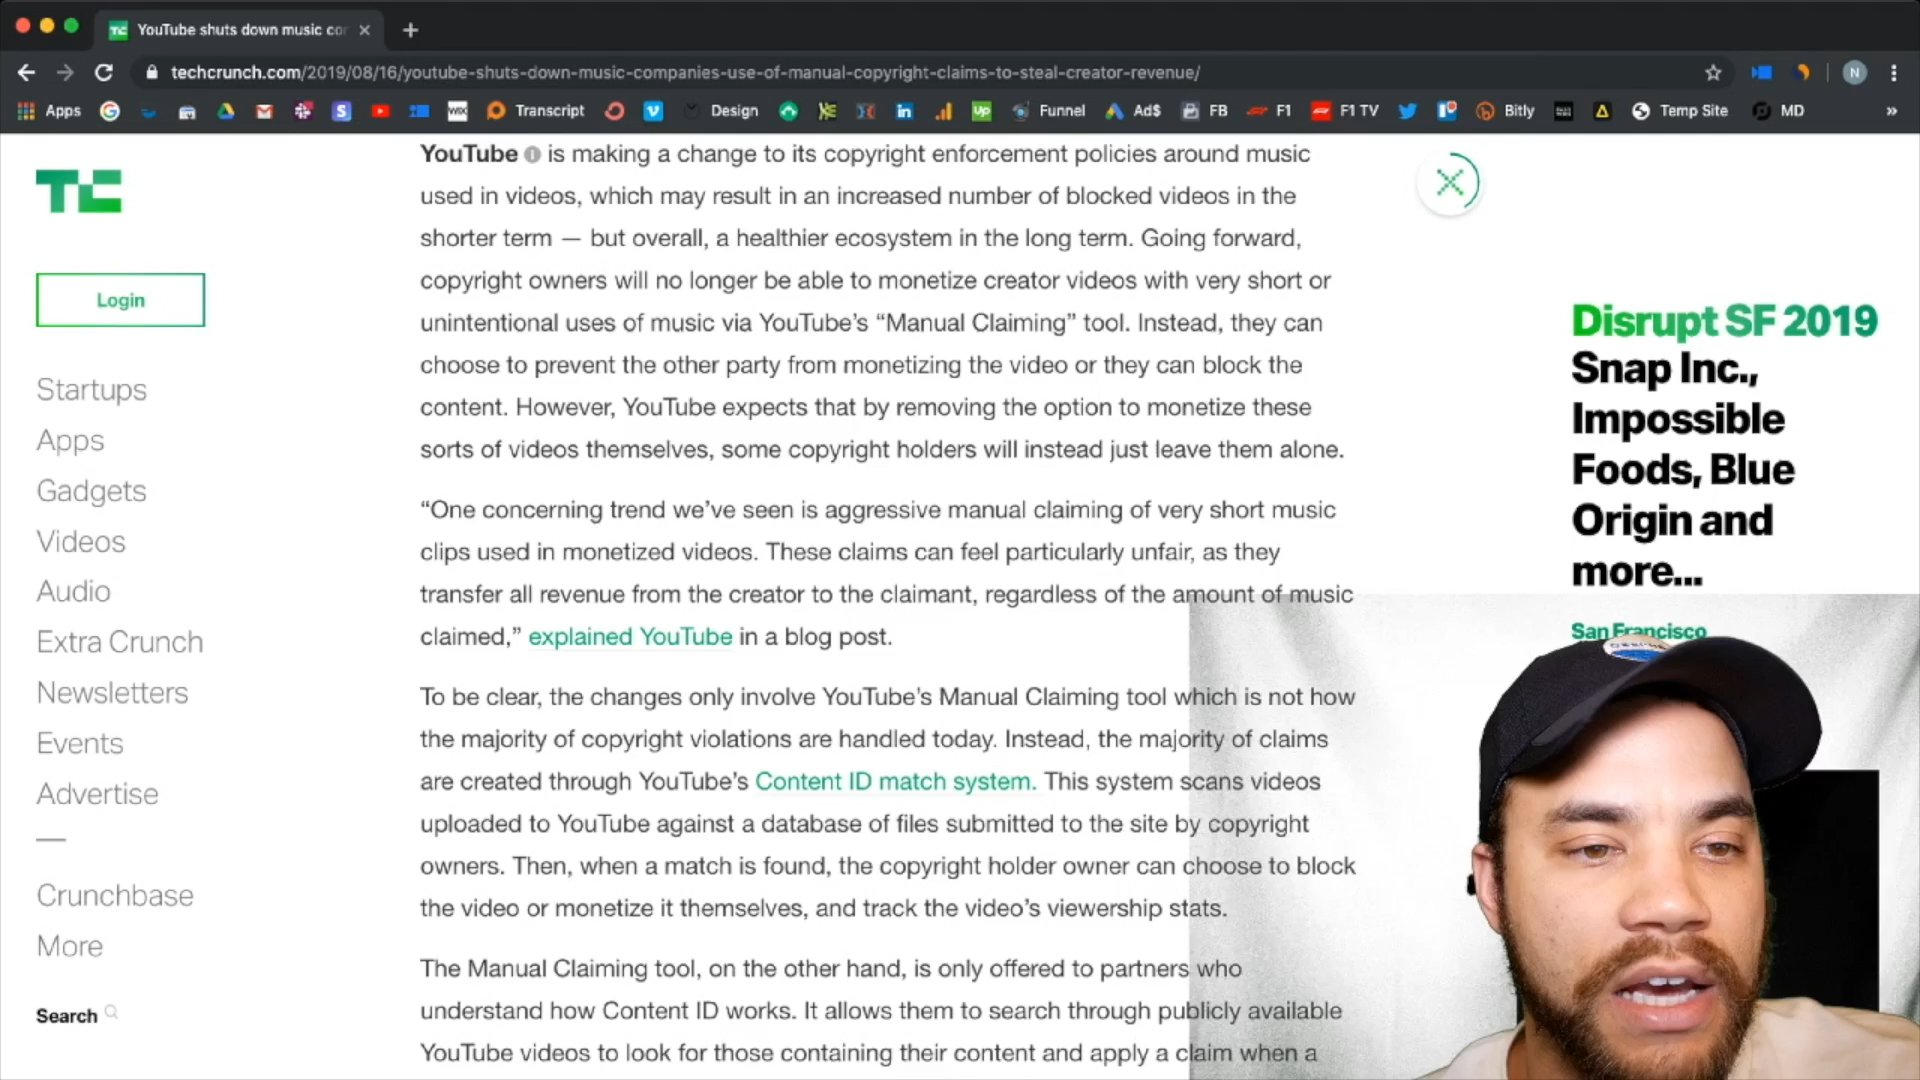 YouTube shuts down music cor
techcrunch.com/2019/08/16/youtube-shuts-down-music-companies-use-of-manual-copyright-claims-to-steal-creator-revenue/
N
Apps
Transcript
Design
Up
Funnel
Ad$
FB
F1
F1 TV
Bitly
Temp Site
MD
»
TC
Login
Startups
Apps
Gadgets
Videos
Audio
Extra Crunch
Newsletters
Events
Advertise
—
Crunchbase
More
Search
YouTube is making a change to its copyright enforcement policies around music
used in videos, which may result in an increased number of blocked videos in the
shorter term — but overall, a healthier ecosystem in the long term. Going forward,
copyright owners will no longer be able to monetize creator videos with very short or
unintentional uses of music via YouTube’s “Manual Claiming” tool. Instead, they can
choose to prevent the other party from monetizing the video or they can block the
content. However, YouTube expects that by removing the option to monetize these
sorts of videos themselves, some copyright holders will instead just leave them alone.
“One concerning trend we’ve seen is aggressive manual claiming of very short music
clips used in monetized videos. These claims can feel particularly unfair, as they
transfer all revenue from the creator to the claimant, regardless of the amount of music
claimed,” explained YouTube in a blog post.
To be clear, the changes only involve YouTube’s Manual Claiming tool which is not how
the majority of copyright violations are handled today. Instead, the majority of claims
are created through YouTube’s Content ID match system. This system scans videos
uploaded to YouTube against a database of files submitted to the site by copyright
owners. Then, when a match is found, the copyright holder owner can choose to block
the video or monetize it themselves, and track the video’s viewership stats.
The Manual Claiming tool, on the other hand, is only offered to partners who
understand how Content ID works. It allows them to search through publicly available
YouTube videos to look for those containing their content and apply a claim when a
Disrupt SF 2019
Snap Inc.,
Impossible
Foods, Blue
Origin and
more...
San Francisco